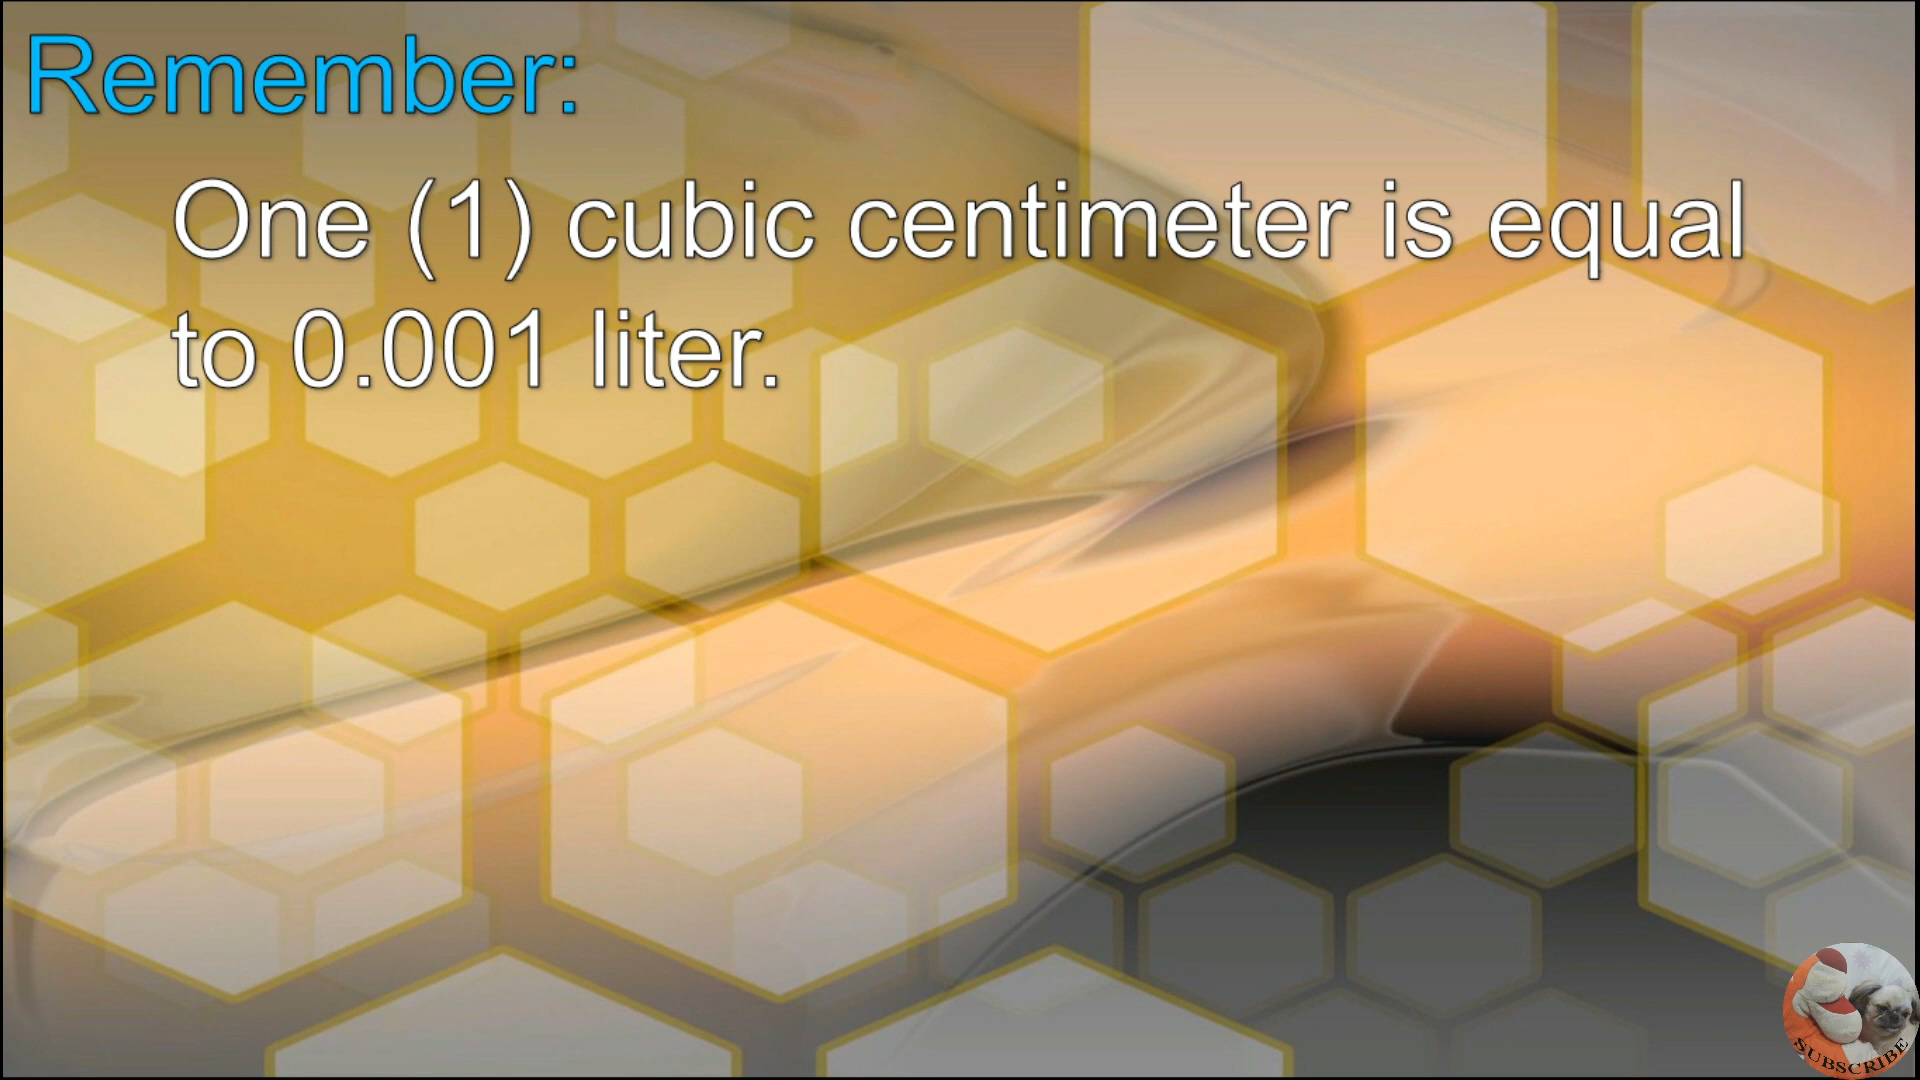 Remember:
One (1) cubic centimeter is equal
to 0.001 liter.
SUBSCRIBE